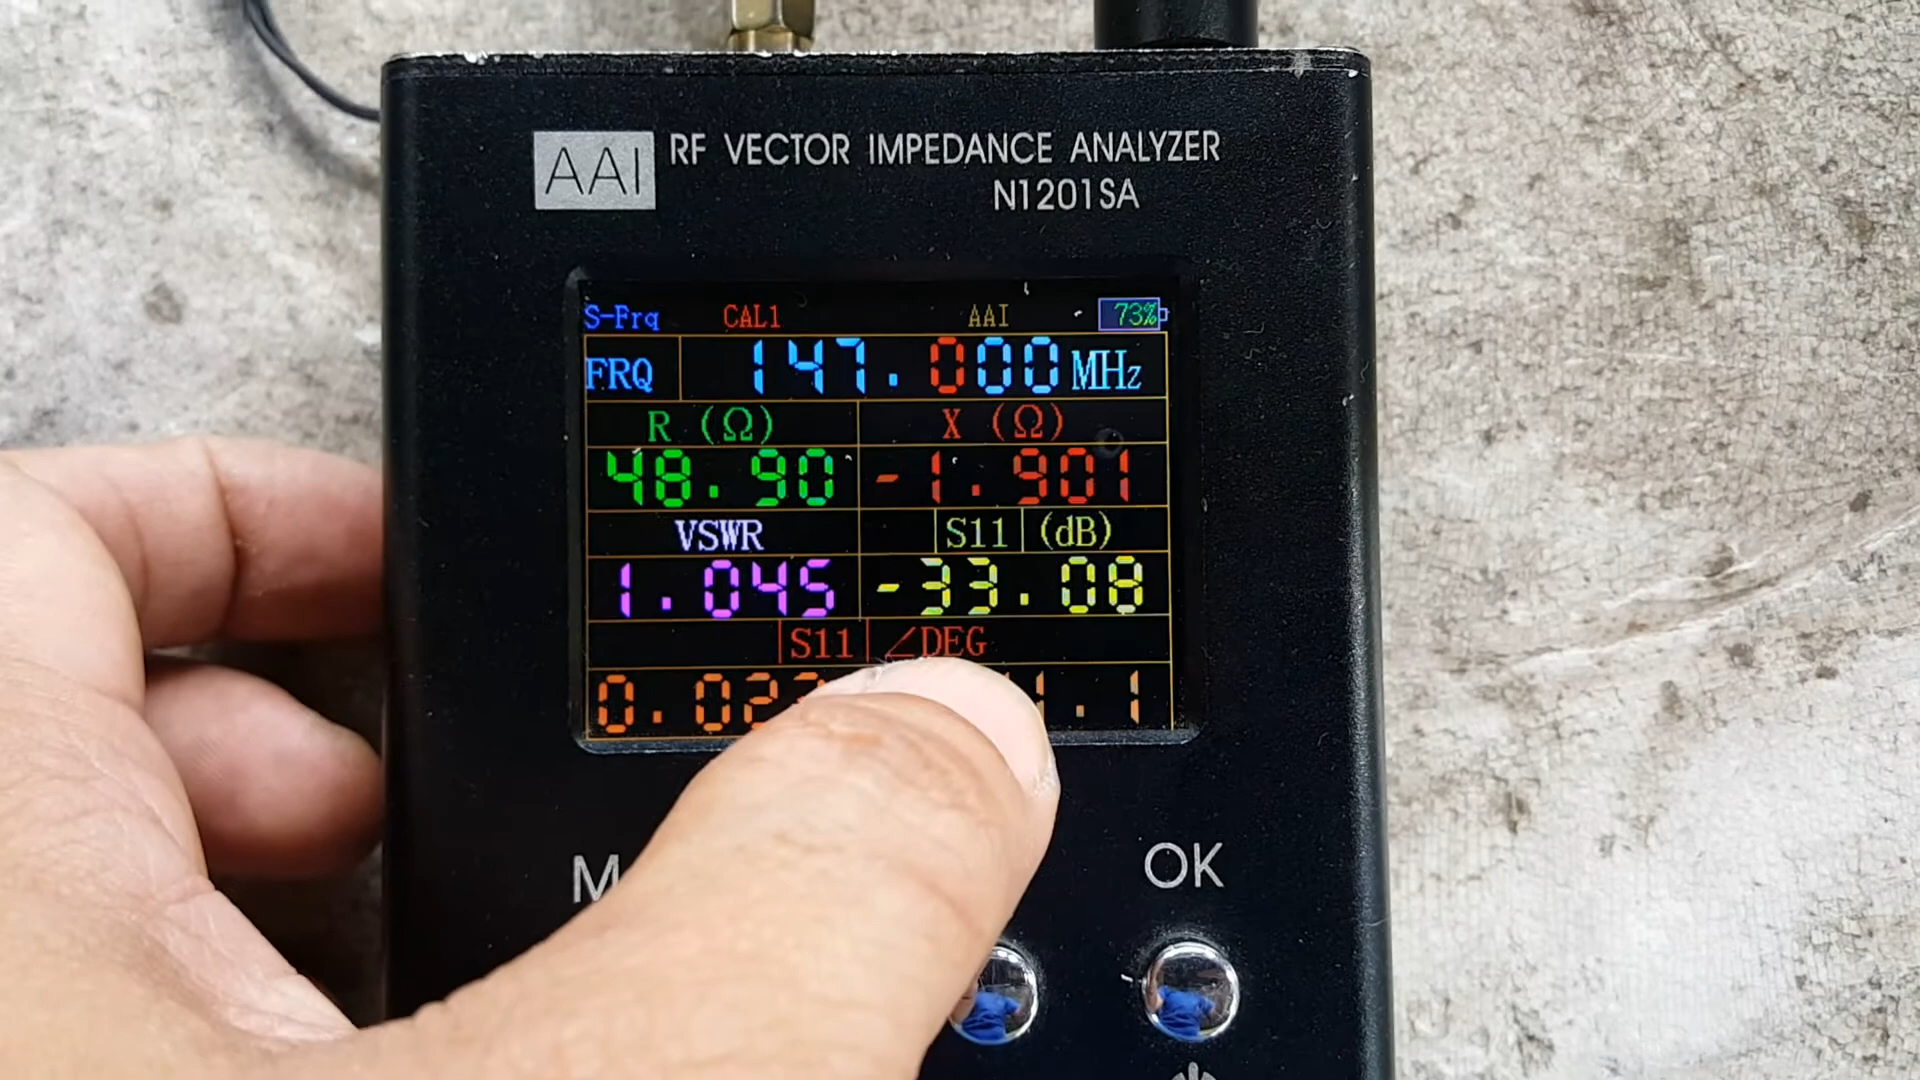 AAI RF VECTOR IMPEDANCE ANALYZER
N1201SA
S-Frq CAL1 AAI 73%
FRQ 147.000 MHz
R (Ω) X (Ω)
48.90 -1.901
VSWR |S11| (dB)
1.045 -33.08
|S11| ∠DEG
OK